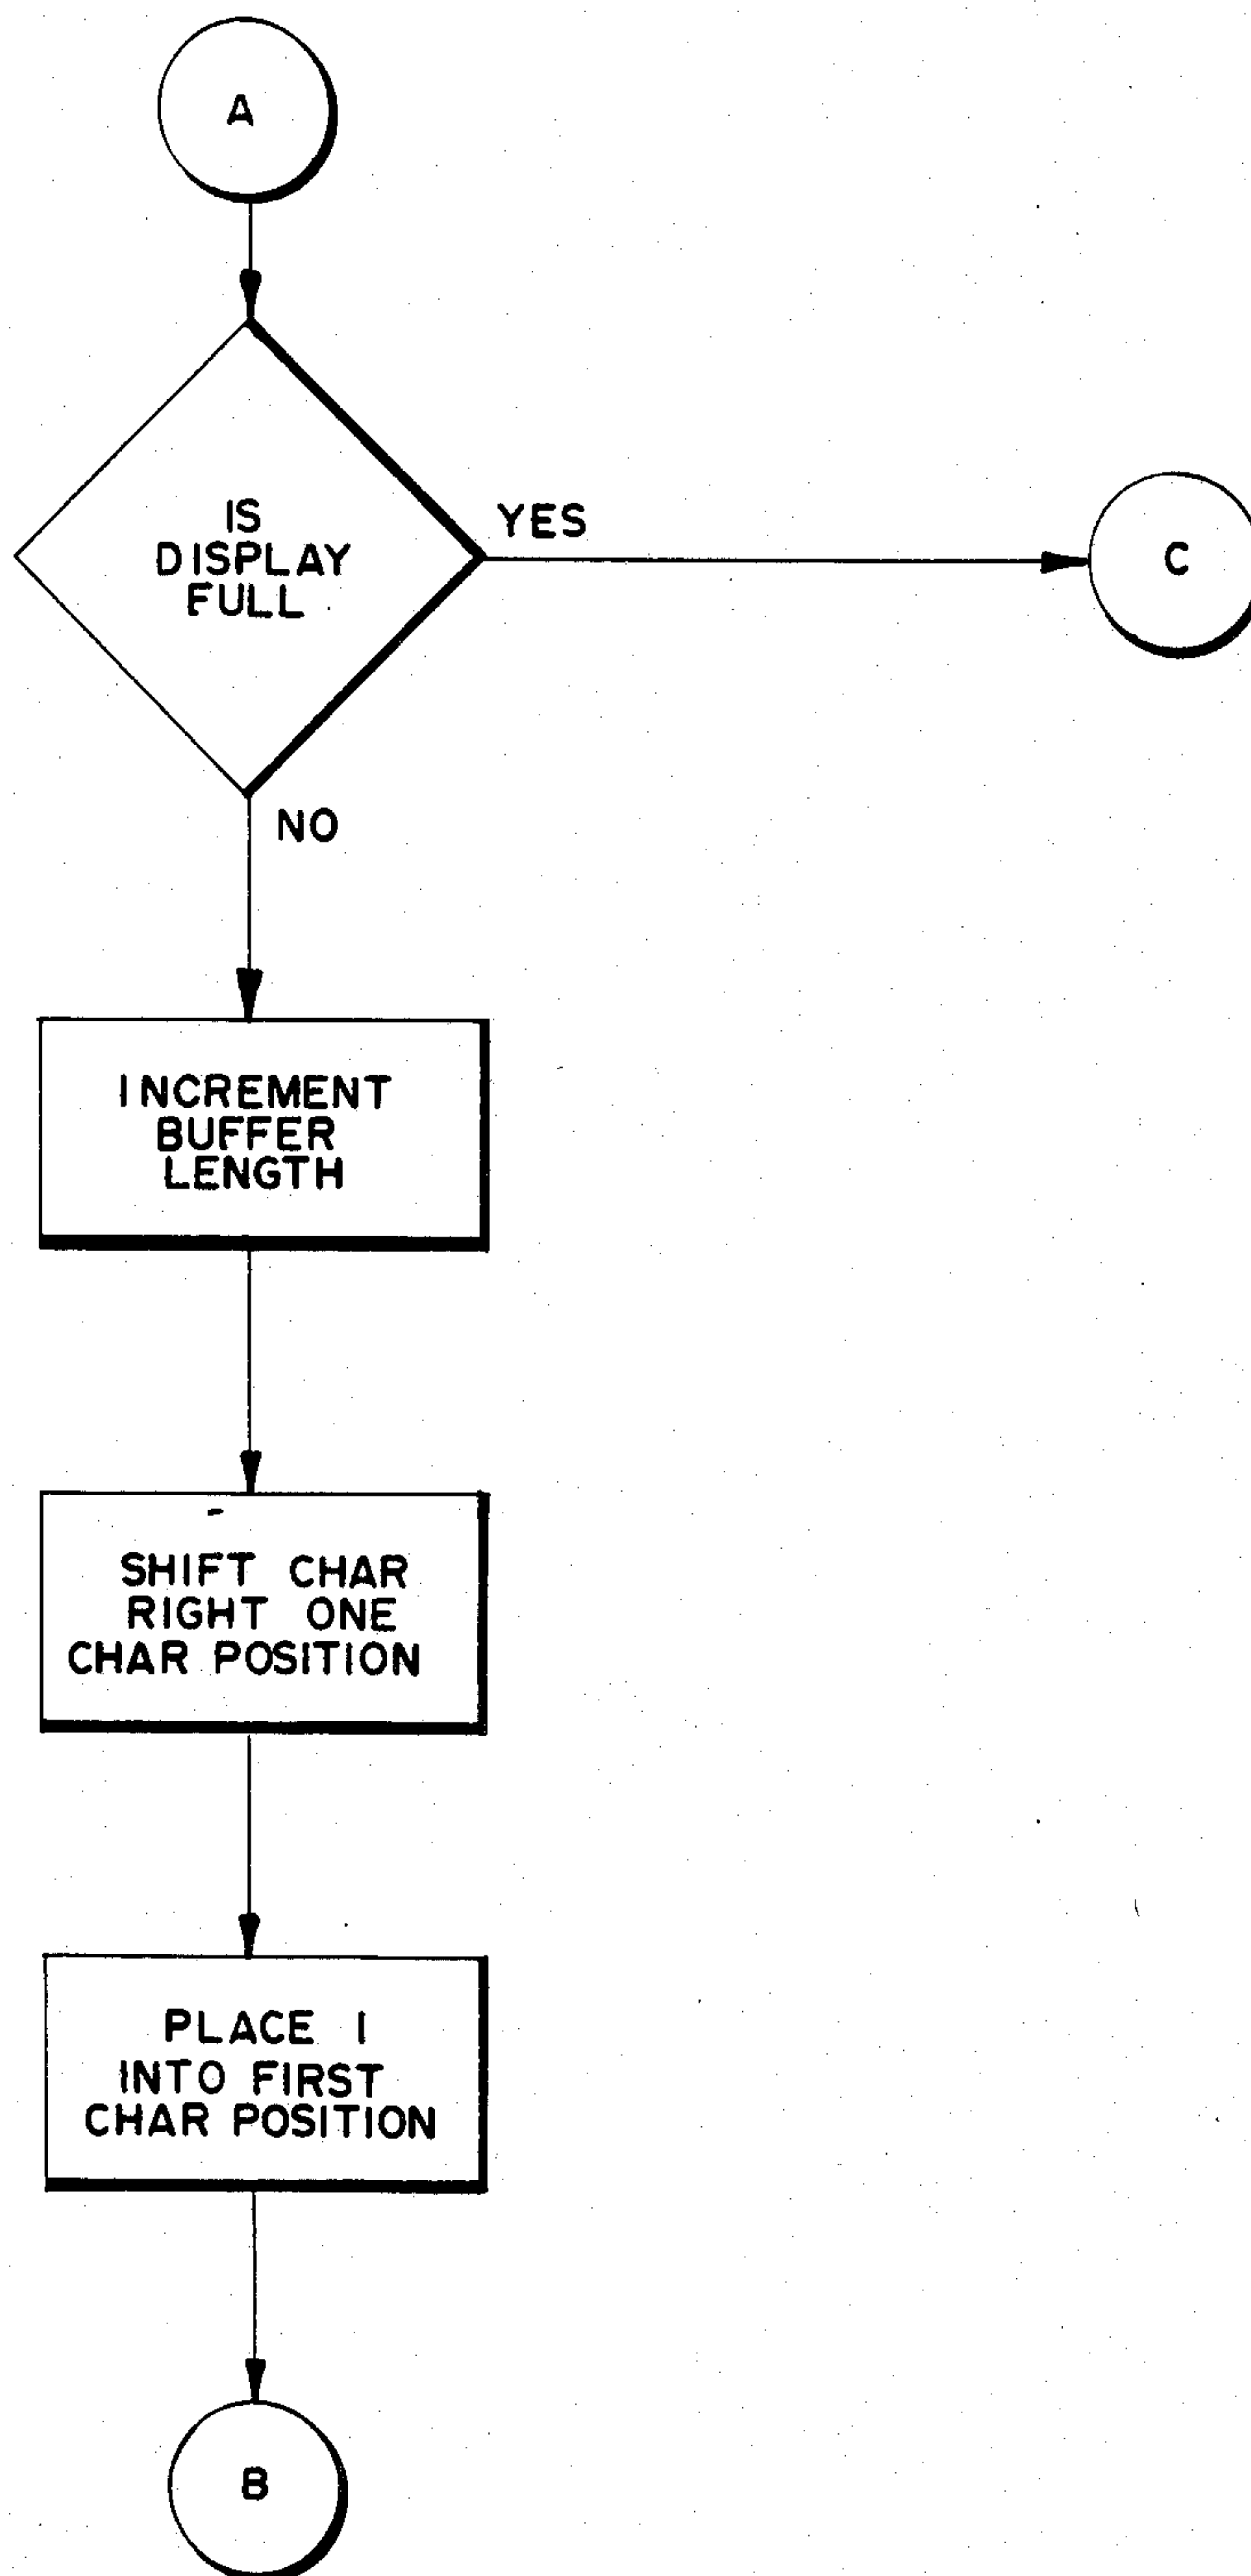 A
IS
DISPLAY
FULL
YES
C
NO
INCREMENT
BUFFER
LENGTH
SHIFT CHAR
RIGHT ONE
CHAR POSITION
PLACE 1
INTO FIRST
CHAR POSITION
B